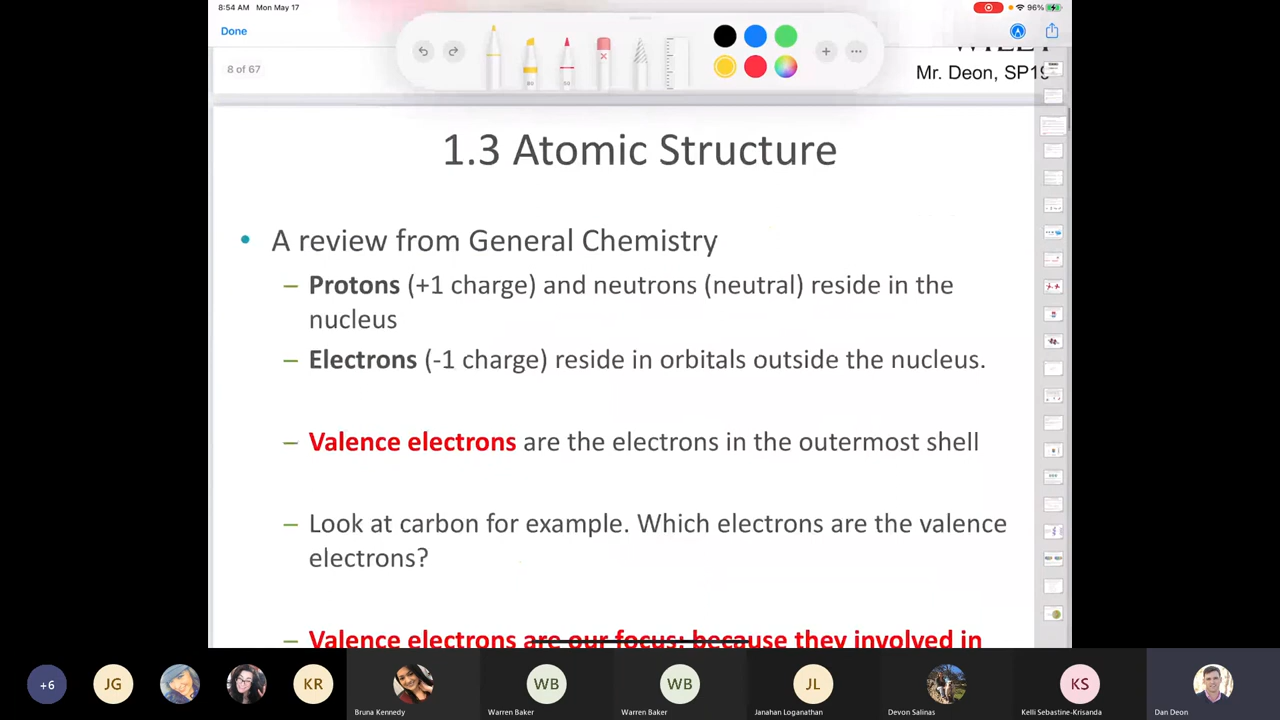 8:54 AM Mon May 17
96%
Done
8 of 67
Mr. Deon, SP19
1.3 Atomic Structure
• A review from General Chemistry
– Protons (+1 charge) and neutrons (neutral) reside in the
nucleus
– Electrons (-1 charge) reside in orbitals outside the nucleus.
– Valence electrons are the electrons in the outermost shell
– Look at carbon for example. Which electrons are the valence
electrons?
– Valence electrons are our focus: because they involved in
+6
JG
KR
WB
WB
JL
KS
Bruna Kennedy
Warren Baker
Warren Baker
Janahan Loganathan
Devon Salinas
Kelli Sebastine-Krisanda
Dan Deon